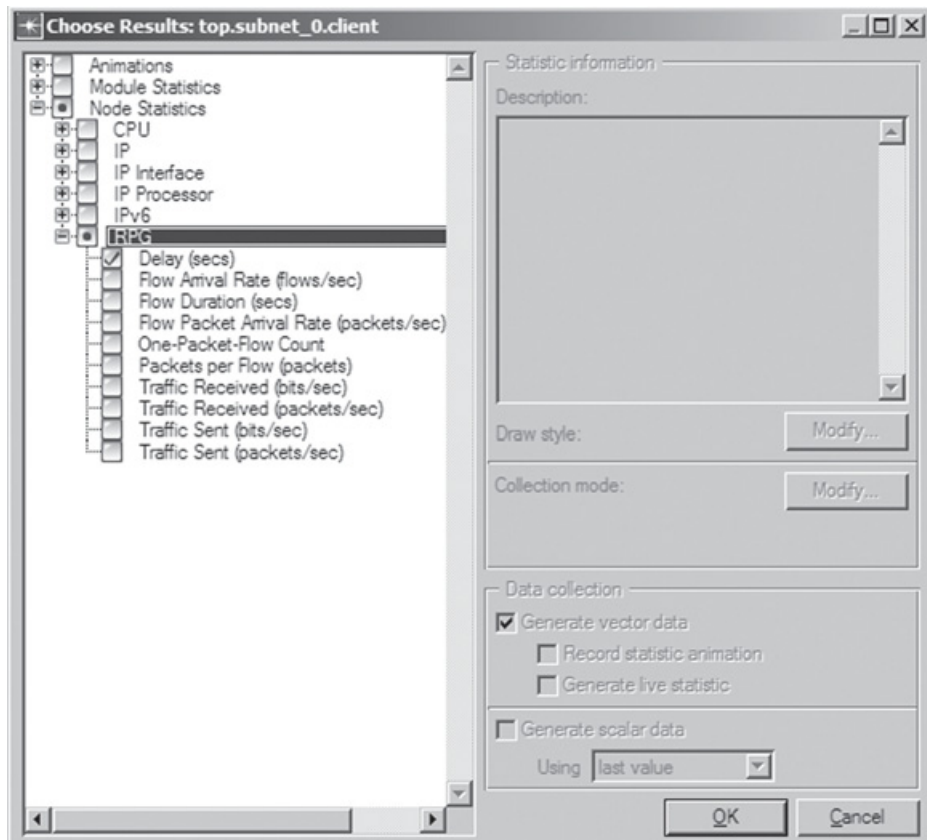 Choose Results: top.subnet_0.client
Animations
Module Statistics
Node Statistics
CPU
IP
IP Interface
IP Processor
IPv6
RPG
Delay (secs)
Flow Arrival Rate (flows/sec)
Flow Duration (secs)
Flow Packet Arrival Rate (packets/sec)
One-Packet-Flow Count
Packets per Flow (packets)
Traffic Received (bits/sec)
Traffic Received (packets/sec)
Traffic Sent (bits/sec)
Traffic Sent (packets/sec)
Statistic information
Description:
Draw style:
Modify...
Collection mode:
Modify...
Data collection
Generate vector data
Record statistic animation
Generate live statistic
Generate scalar data
Using last value
OK
Cancel